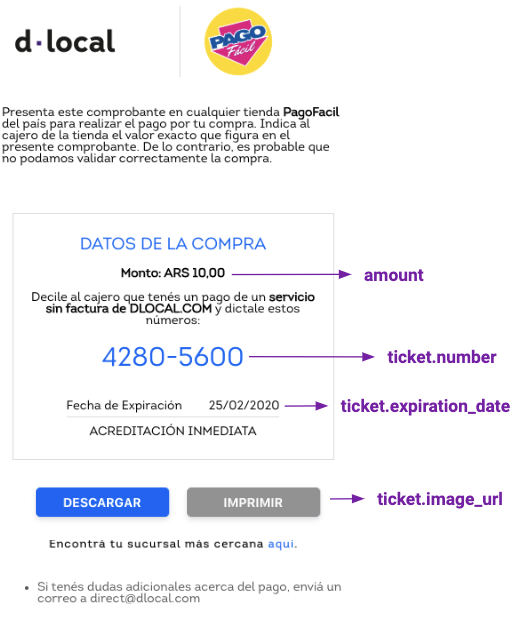 d·local
PAGO
Fácil
Presenta este comprobante en cualquier tienda PagoFacil
del país para realizar el pago por tu compra. Indica al
cajero de la tienda el valor exacto que figura en el
presente comprobante. De lo contrario, es probable que
no podamos validar correctamente la compra.
DATOS DE LA COMPRA
Monto: ARS 10,00
amount
Decile al cajero que tenés un pago de un servicio
sin factura de DLOCAL.COM y dictale estos
números:
4280-5600
ticket.number
Fecha de Expiración 25/02/2020
ticket.expiration_date
ACREDITACIÓN INMEDIATA
DESCARGAR
IMPRIMIR
ticket.image_url
Encontrá tu sucursal más cercana aquí.
• Si tenés dudas adicionales acerca del pago, enviá un
correo a direct@dlocal.com